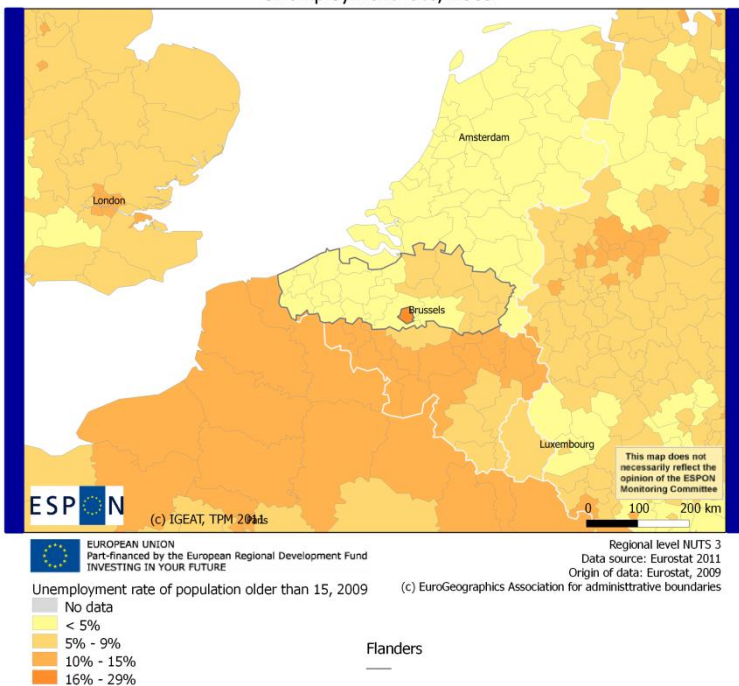 Amsterdam
London
Brussels
Luxembourg
This map does not
necessarily reflect the
opinion of the ESPON
Monitoring Committee
ESPON
(c) IGEAT, TPM 2011
Paris
0 100 200 km
EUROPEAN UNION
Part-financed by the European Regional Development Fund
INVESTING IN YOUR FUTURE
Regional level NUTS 3
Data source: Eurostat 2011
Origin of data: Eurostat, 2009
(c) EuroGeographics Association for administrative boundaries
Unemployment rate of population older than 15, 2009
No data
< 5%
5% - 9%
10% - 15%
16% - 29%
Flanders